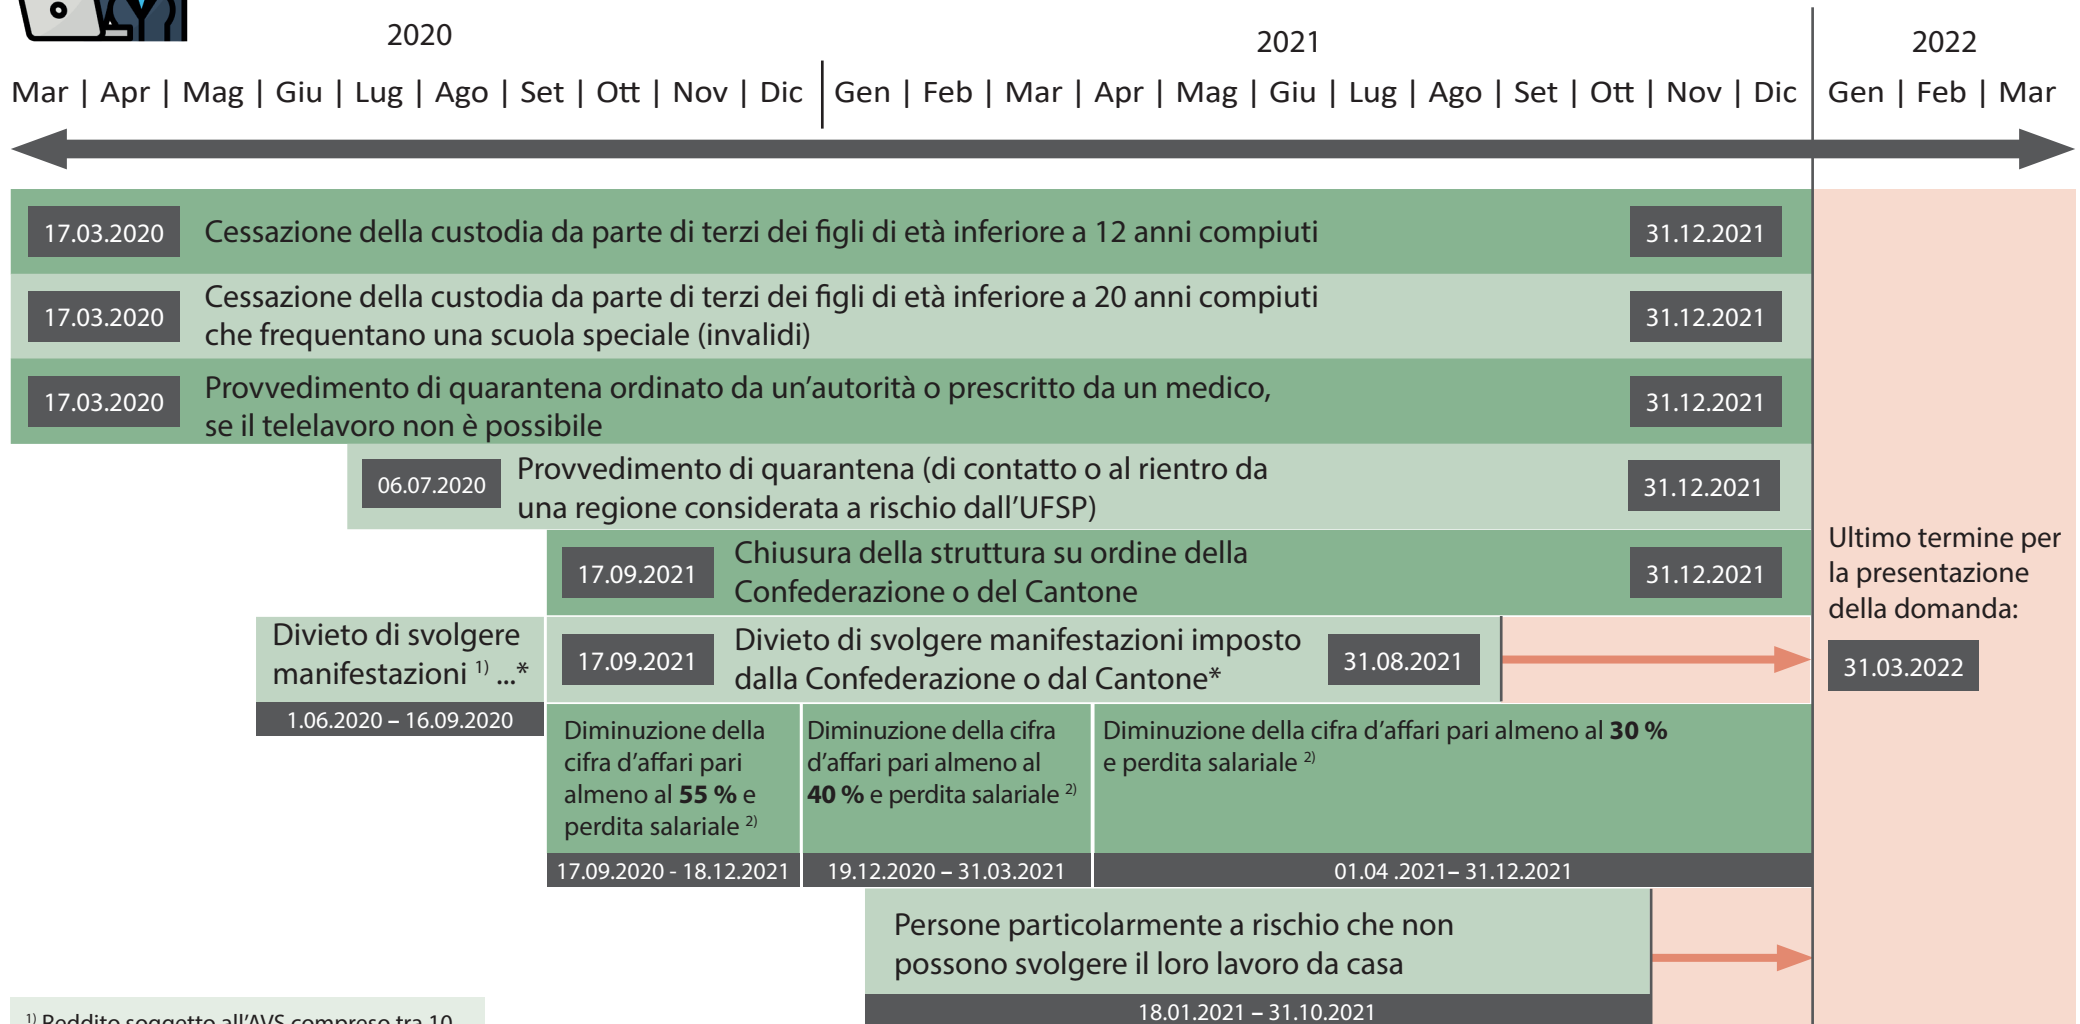 2020
2021
2022
Mar | Apr | Mag | Giu | Lug | Ago | Set | Ott | Nov | Dic | Gen | Feb | Mar | Apr | Mag | Giu | Lug | Ago | Set | Ott | Nov | Dic | Gen | Feb | Mar
17.03.2020
Cessazione della custodia da parte di terzi dei figli di età inferiore a 12 anni compiuti
31.12.2021
17.03.2020
Cessazione della custodia da parte di terzi dei figli di età inferiore a 20 anni compiuti
che frequentano una scuola speciale (invalidi)
31.12.2021
17.03.2020
Provvedimento di quarantena ordinato da un’autorità o prescritto da un medico,
se il telelavoro non è possibile
31.12.2021
06.07.2020
Provvedimento di quarantena (di contatto o al rientro da
una regione considerata a rischio dall’UFSP)
31.12.2021
17.09.2021
Chiusura della struttura su ordine della
Confederazione o del Cantone
31.12.2021
Ultimo termine per
la presentazione
della domanda:
31.03.2022
Divieto di svolgere
manifestazioni 1) ...*
1.06.2020 – 16.09.2020
17.09.2021
Divieto di svolgere manifestazioni imposto
dalla Confederazione o dal Cantone*
31.08.2021
Diminuzione della
cifra d’affari pari
almeno al 55 % e
perdita salariale 2)
17.09.2020 - 18.12.2021
Diminuzione della cifra
d’affari pari almeno al
40 % e perdita salariale 2)
19.12.2020 – 31.03.2021
Diminuzione della cifra d’affari pari almeno al 30 %
e perdita salariale 2)
01.04 .2021– 31.12.2021
Persone particolarmente a rischio che non
possono svolgere il loro lavoro da casa
18.01.2021 – 31.10.2021
1) Reddito soggetto all’AVS compreso tra 10